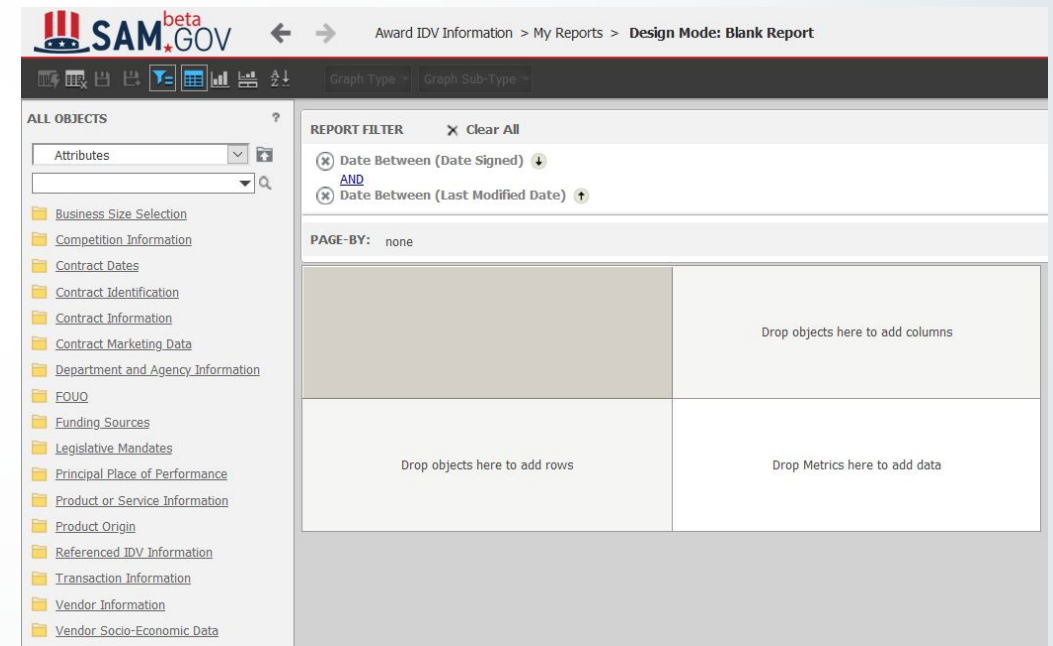 beta
SAM.GOV
Award IDV Information > My Reports > Design Mode: Blank Report
Graph Type Graph Sub-Type
ALL OBJECTS ?
Attributes
Business Size Selection
Competition Information
Contract Dates
Contract Identification
Contract Information
Contract Marketing Data
Department and Agency Information
FOUO
Funding Sources
Legislative Mandates
Principal Place of Performance
Product or Service Information
Product Origin
Referenced IDV Information
Transaction Information
Vendor Information
Vendor Socio-Economic Data
REPORT FILTER Clear All
Date Between (Date Signed)
AND
Date Between (Last Modified Date)
PAGE-BY: none
Drop objects here to add columns
Drop objects here to add rows
Drop Metrics here to add data